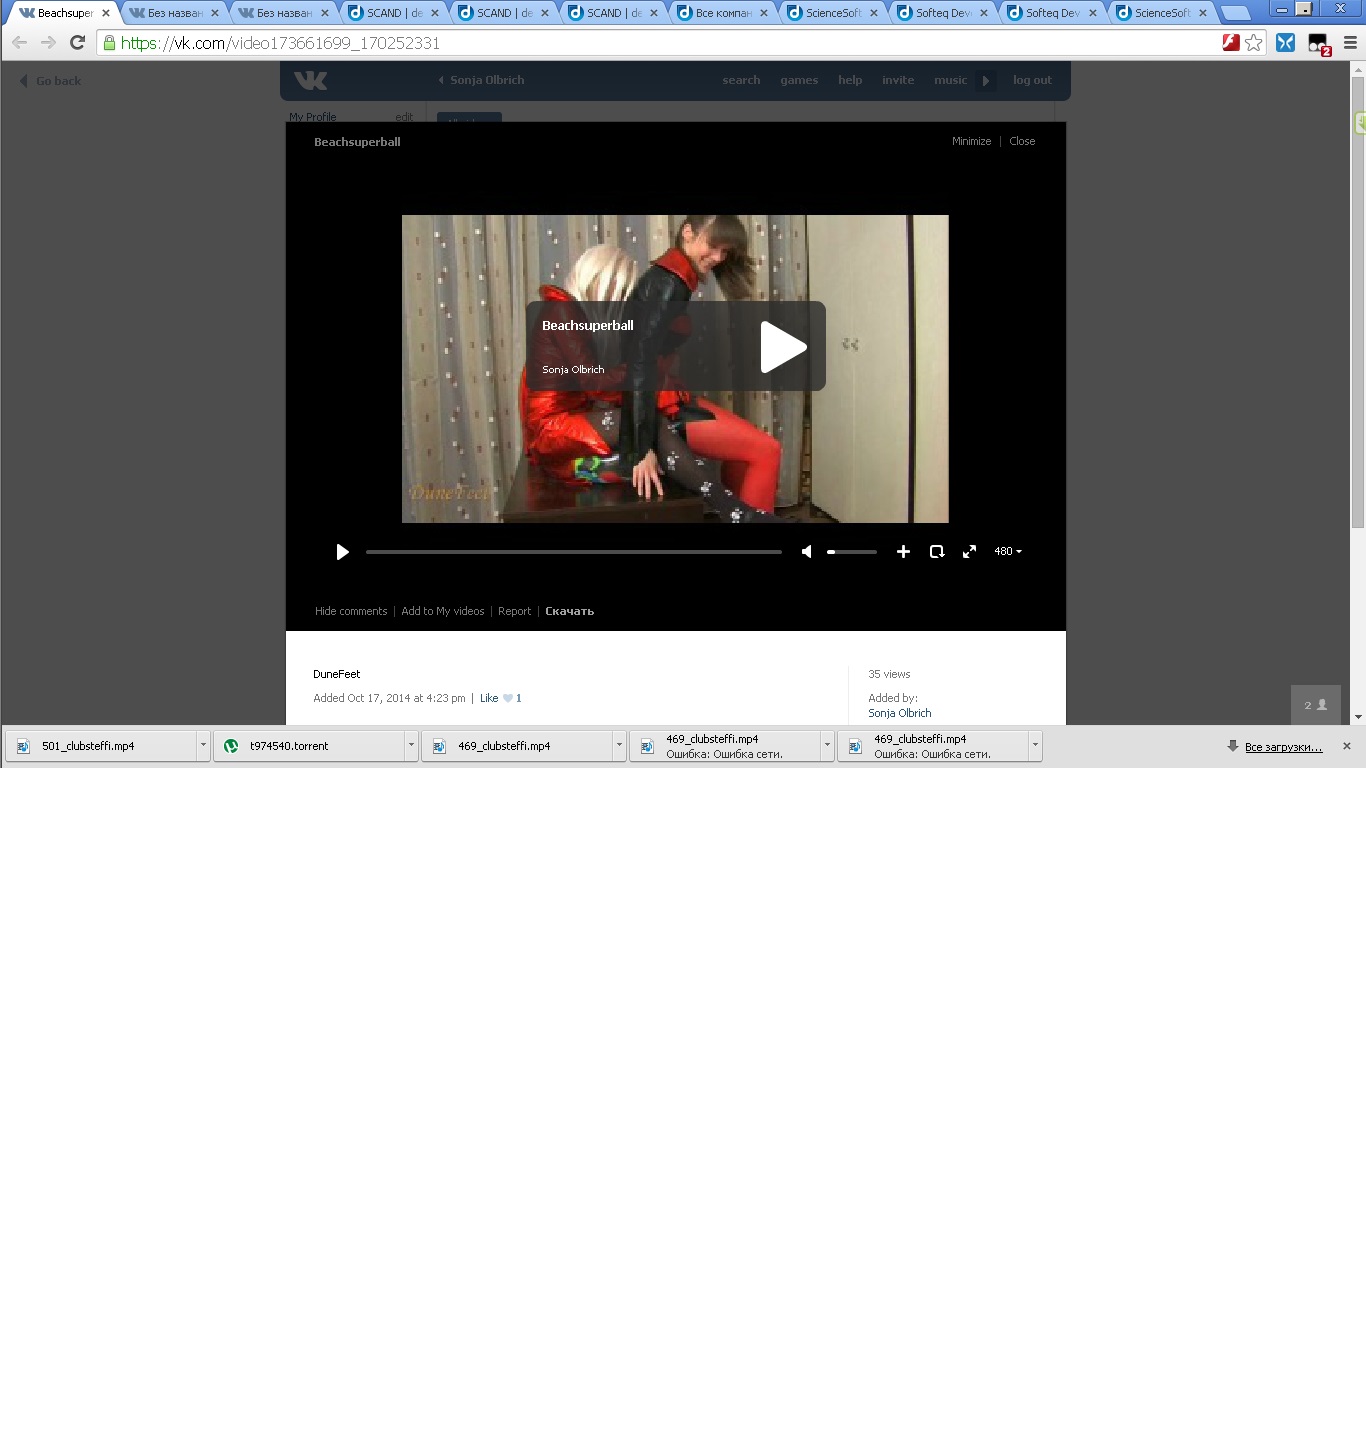 Beachsuper
Без назван
Без назван
SCAND | de
SCAND | de
SCAND | de
Все компан
ScienceSoft
Softeq Dev
Softeq Dev
ScienceSoft
https://vk.com/video173661699_170252331
2
Go back
Sonja Olbrich
search games help invite music log out
My Profile edit
Beachsuperball
Minimize | Close
Beachsuperball
Sonja Olbrich
DuneFeet
480
Hide comments | Add to My videos | Report | Скачать
DuneFeet
35 views
Added Oct 17, 2014 at 4:23 pm | Like 1
Added by:
Sonja Olbrich
2
501_clubsteffi.mp4
t974540.torrent
469_clubsteffi.mp4
469_clubsteffi.mp4
Ошибка: Ошибка сети.
469_clubsteffi.mp4
Ошибка: Ошибка сети.
Все загрузки...